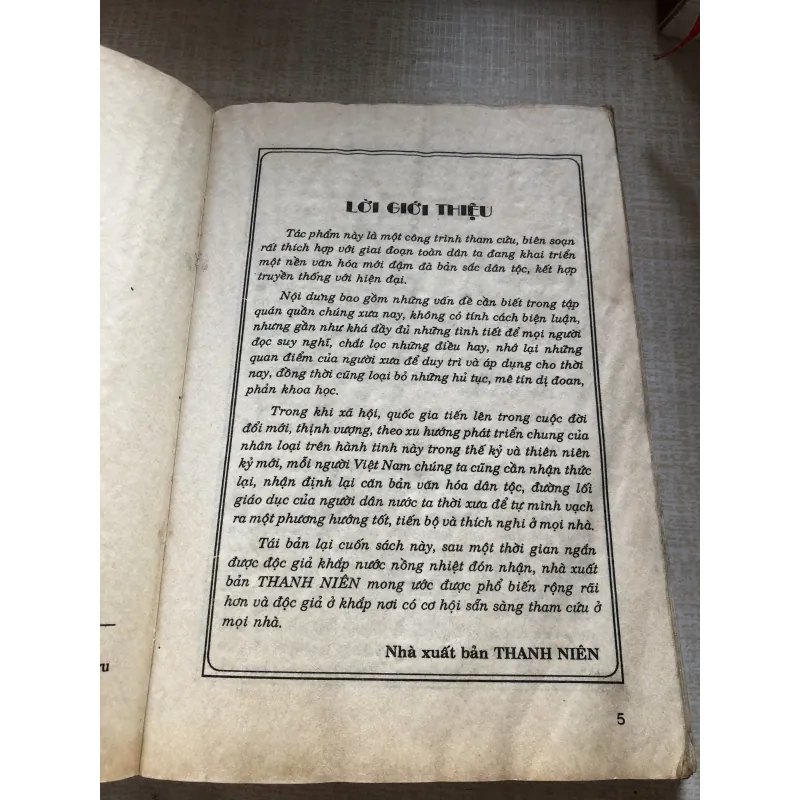 LỜI GIỚI THIỆU
Tác phẩm này là một công trình tham cứu, biên soạn
rất thích hợp với giai đoạn toàn dân ta đang khai triển
một nền văn hóa mới đậm đà bản sắc dân tộc, kết hợp
truyền thống với hiện đại.
Nội dung bao gồm những vấn đề cần biết trong tập
quán quần chúng xưa nay, không có tính cách biện luận,
nhưng gần như khá đầy đủ những tình tiết để mọi người
đọc suy nghĩ, chắt lọc những điều hay, nhớ lại những
quan điểm của người xưa để duy trì và áp dụng cho thời
nay, đồng thời cũng loại bỏ những hủ tục, mê tín dị đoan,
phản khoa học.
Trong khi xã hội, quốc gia tiến lên trong cuộc đời
đổi mới, thịnh vượng, theo xu hướng phát triển chung của
nhân loại trên hành tinh này trong thế kỷ và thiên niên
kỷ mới, mỗi người Việt Nam chúng ta cũng cần nhận thức
lại, nhận định lại căn bản văn hóa dân tộc, đường lối
giáo dục của người dân nước ta thời xưa để tự mình vạch
ra một phương hướng tốt, tiến bộ và thích nghi ở mọi nhà.
Tái bản lại cuốn sách này, sau một thời gian ngắn
được độc giả khắp nước nồng nhiệt đón nhận, nhà xuất
bản THANH NIÊN mong ước được phổ biến rộng rãi
hơn và độc giả ở khắp nơi có cơ hội sẵn sàng tham cứu ở
mọi nhà.
Nhà xuất bản THANH NIÊN
5